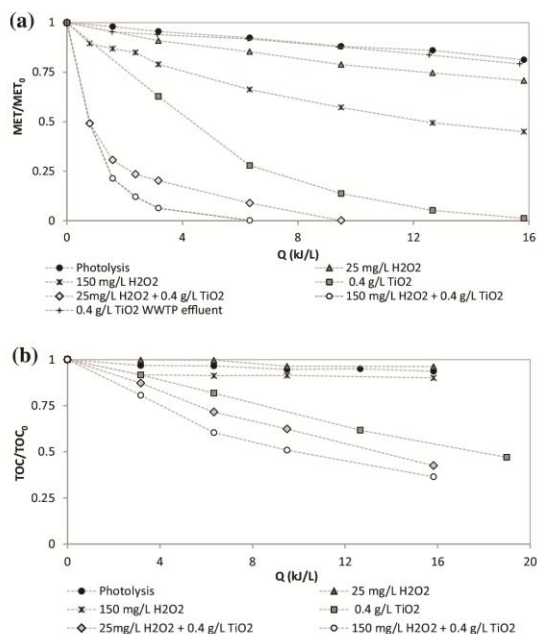 (a)
1
0.75
0.5
0.25
0
MET/MET0
0 4 8 12 16
Q (kJ/L)
Photolysis 25 mg/L H2O2
150 mg/L H2O2 0.4 g/L TiO2
25mg/L H2O2 + 0.4 g/L TiO2 150 mg/L H2O2 + 0.4 g/L TiO2
0.4 g/L TiO2 WWTP effluent
(b)
1
0.75
0.5
0.25
0
TOC/TOC0
0 4 8 12 16 20
Q (kJ/L)
Photolysis 25 mg/L H2O2
150 mg/L H2O2 0.4 g/L TiO2
25mg/L H2O2 + 0.4 g/L TiO2 150 mg/L H2O2 + 0.4 g/L TiO2